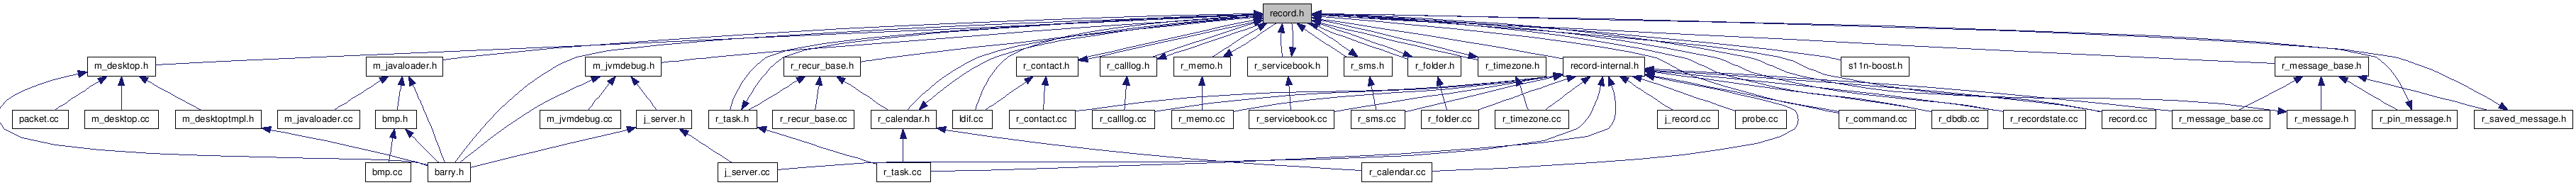 record.h
m_desktop.h
m_javaloader.h
m_jvmdebug.h
r_recur_base.h
r_contact.h
r_calllog.h
r_memo.h
r_servicebook.h
r_sms.h
r_folder.h
r_timezone.h
record-internal.h
s11n-boost.h
r_message_base.h
packet.cc
m_desktop.cc
m_desktoptmpl.h
m_javaloader.cc
bmp.h
m_jvmdebug.cc
j_server.h
r_task.h
r_recur_base.cc
r_calendar.h
ldif.cc
r_contact.cc
r_calllog.cc
r_memo.cc
r_servicebook.cc
r_sms.cc
r_folder.cc
r_timezone.cc
j_record.cc
probe.cc
r_command.cc
r_dbdb.cc
r_recordstate.cc
record.cc
r_message_base.cc
r_message.h
r_pin_message.h
r_saved_message.h
bmp.cc
barry.h
j_server.cc
r_task.cc
r_calendar.cc